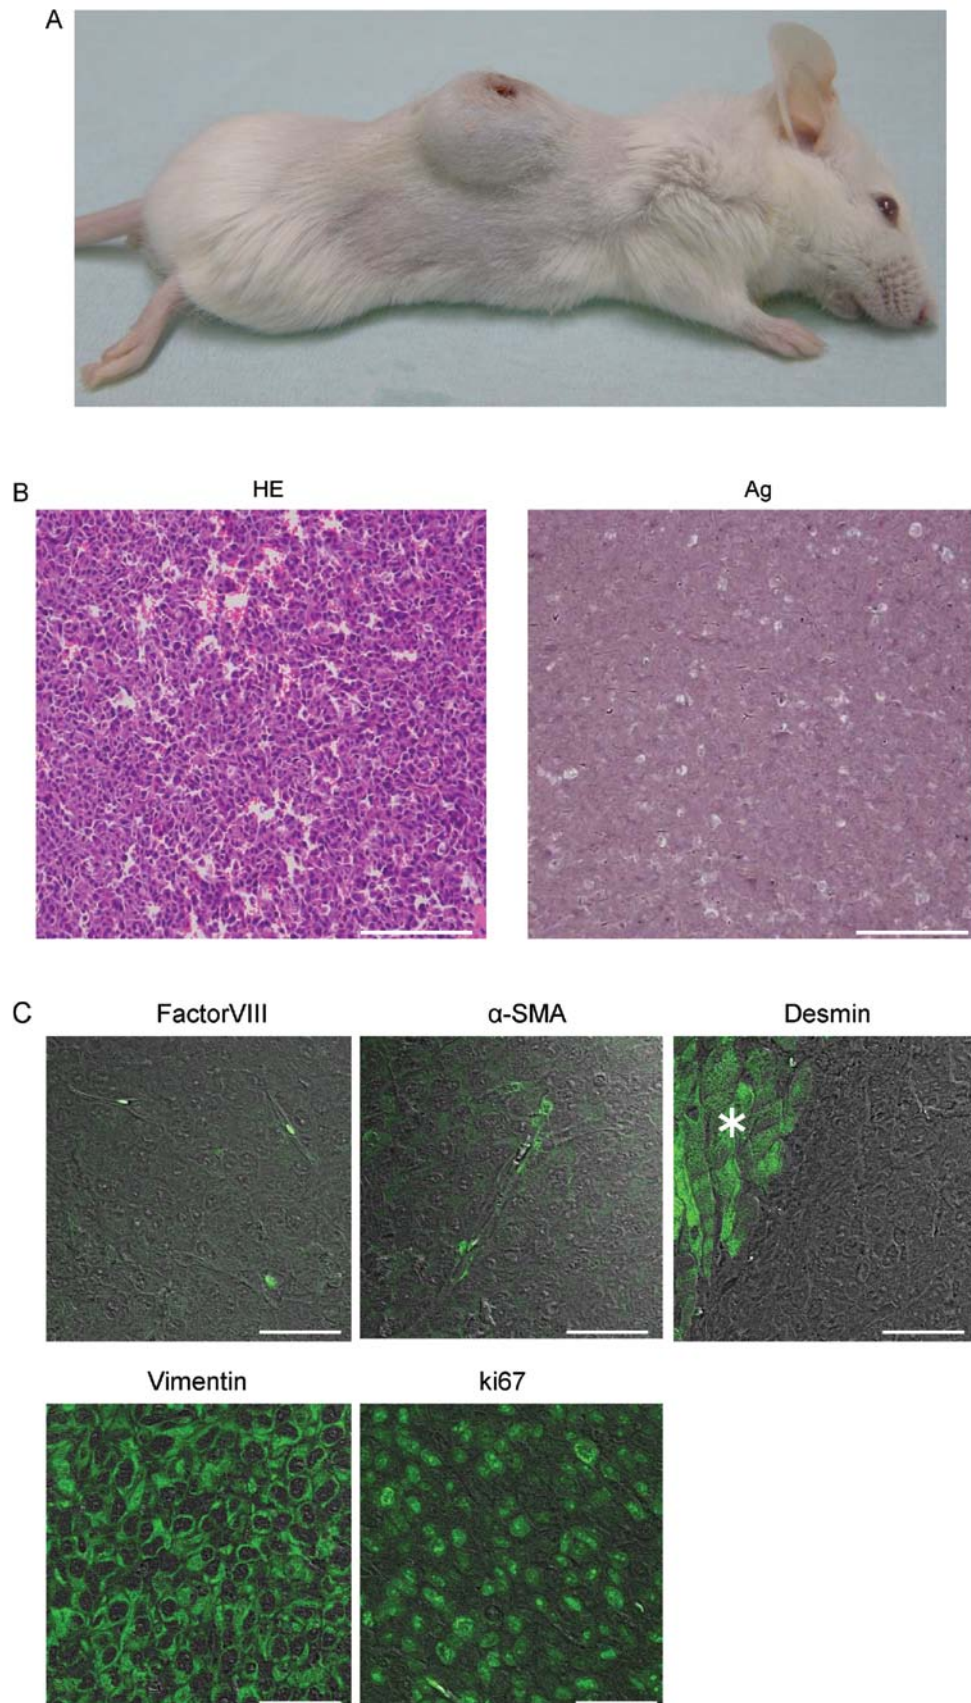 A
B
HE
Ag
C
FactorVIII
α-SMA
Desmin
*
Vimentin
ki67